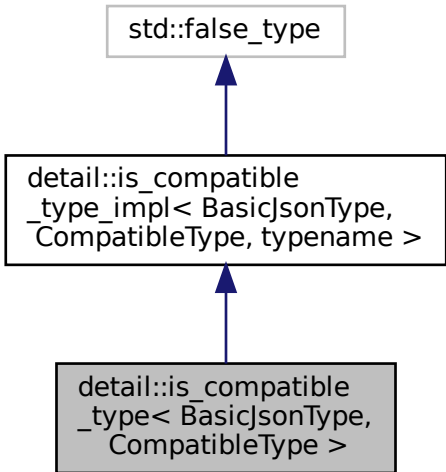 std::false_type
detail::is_compatible
_type_impl< BasicJsonType,
CompatibleType, typename >
detail::is_compatible
_type< BasicJsonType,
CompatibleType >